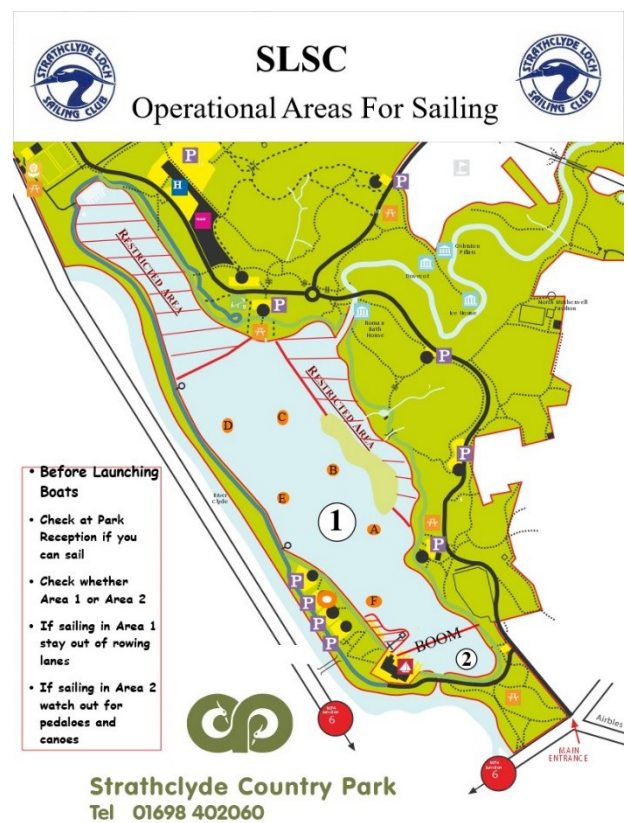 STRATHCLYDE LOCH
SAILING CLUB
SLSC
Operational Areas For Sailing
STRATHCLYDE LOCH
SAILING CLUB
P
H
P
RESTRICTED AREA
P
Roman
Bath
House
Ice House
P
RESTRICTED AREA
D
C
B
E
1
A
F
P
P
P
P
P
P
BOOM
2
River
Clyde
• Before Launching
Boats
• Check at Park
Reception if you
can sail
• Check whether
Area 1 or Area 2
• If sailing in Area 1
stay out of rowing
lanes
• If sailing in Area 2
watch out for
pedaloes and
canoes
6
6
Airbles
MAIN
ENTRANCE
Strathclyde Country Park
Tel 01698 402060